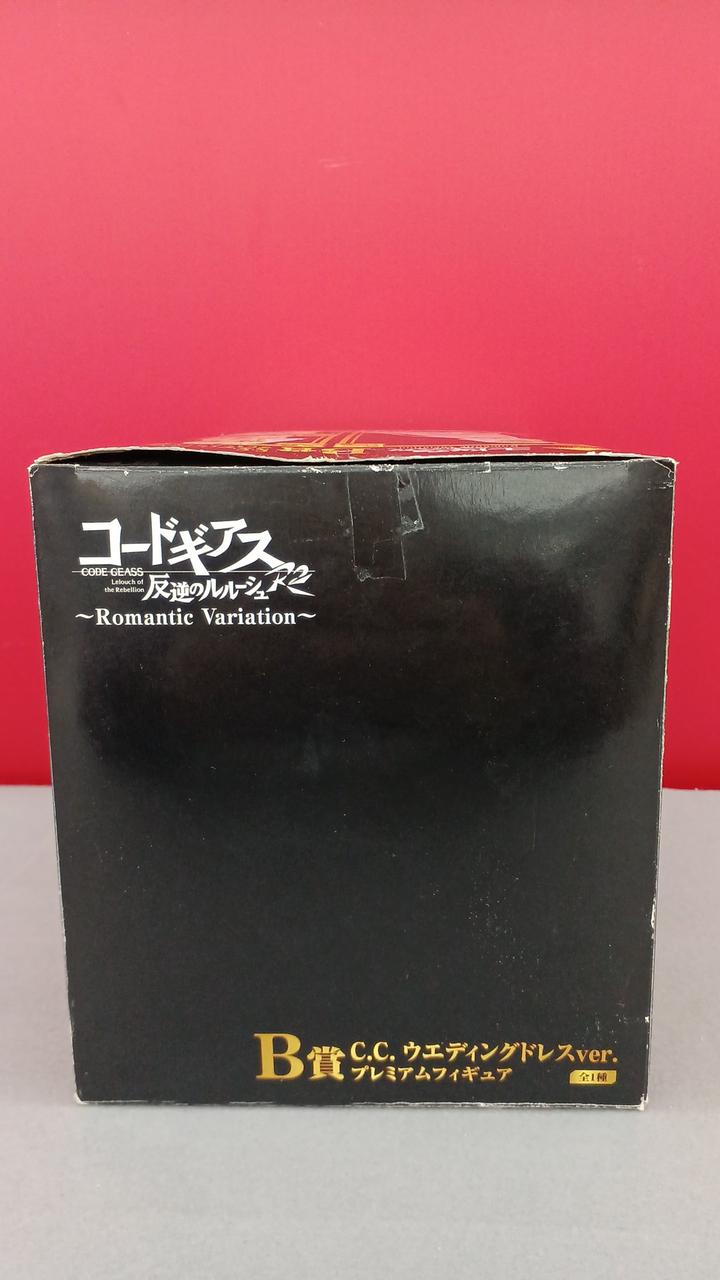 コードギアス
CODE GEASS
Lelouch of
the Rebellion
反逆のルルーシュ R2
~Romantic Variation~
B賞 C.C. ウエディングドレスver.
プレミアムフィギュア
全1種